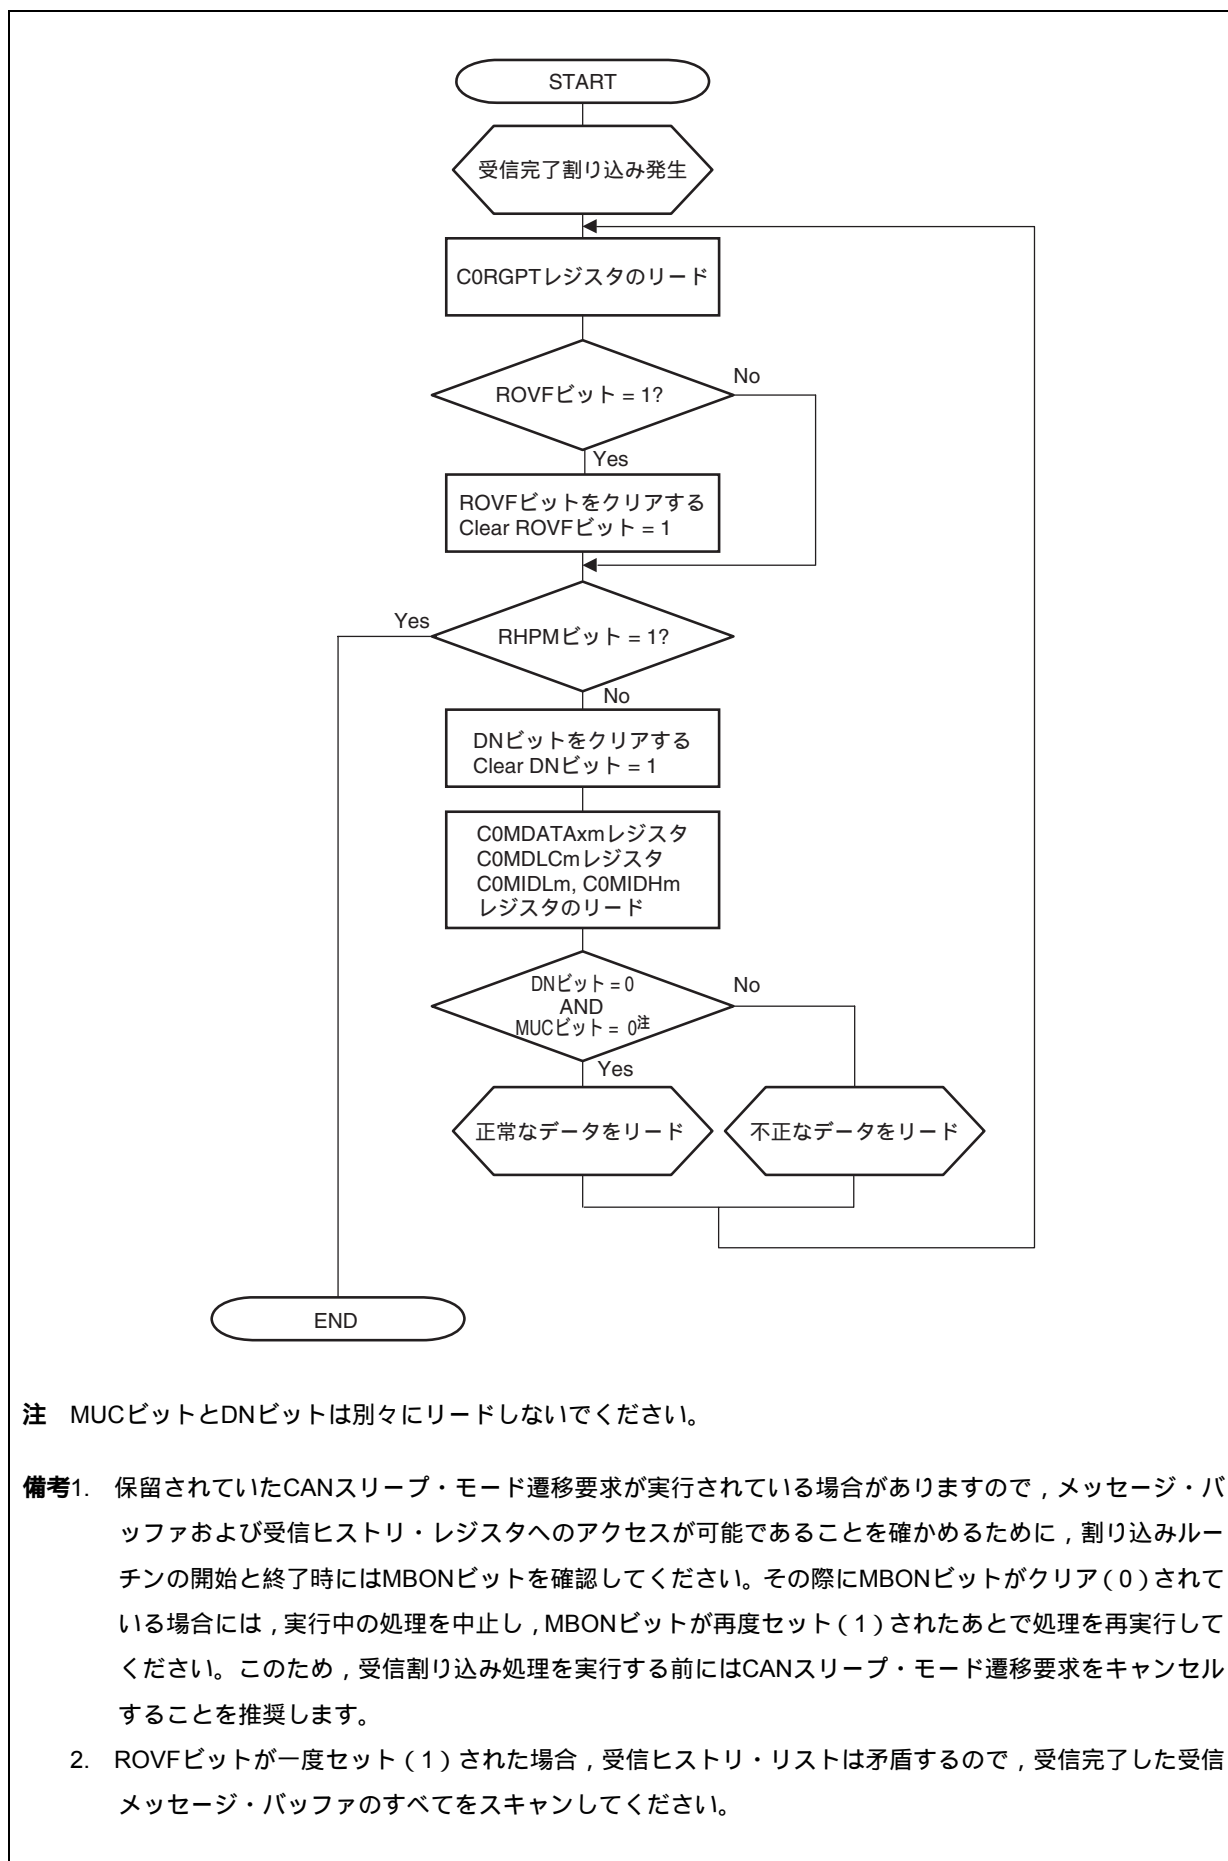 START
受信完了割り込み発生
C0RGPTレジスタのリード
ROVFビット = 1?
No
Yes
ROVFビットをクリアする
Clear ROVFビット = 1
Yes
RHPMビット = 1?
No
DNビットをクリアする
Clear DNビット = 1
C0MDATAxmレジスタ
C0MDLCmレジスタ
C0MIDLm, C0MIDHm
レジスタのリード
DNビット = 0
AND
MUCビット = 0注
No
Yes
正常なデータをリード
不正なデータをリード
END
注 MUCビットとDNビットは別々にリードしないでください。
備考1. 保留されていたCANスリープ・モード遷移要求が実行されている場合がありますので，メッセージ・バ
ッファおよび受信ヒストリ・レジスタへのアクセスが可能であることを確かめるために，割り込みルー
チンの開始と終了時にはMBONビットを確認してください。その際にMBONビットがクリア（0）されて
いる場合には，実行中の処理を中止し，MBONビットが再度セット（1）されたあとで処理を再実行して
ください。このため，受信割り込み処理を実行する前にはCANスリープ・モード遷移要求をキャンセル
することを推奨します。
2. ROVFビットが一度セット（1）された場合，受信ヒストリ・リストは矛盾するので，受信完了した受信
メッセージ・バッファのすべてをスキャンしてください。